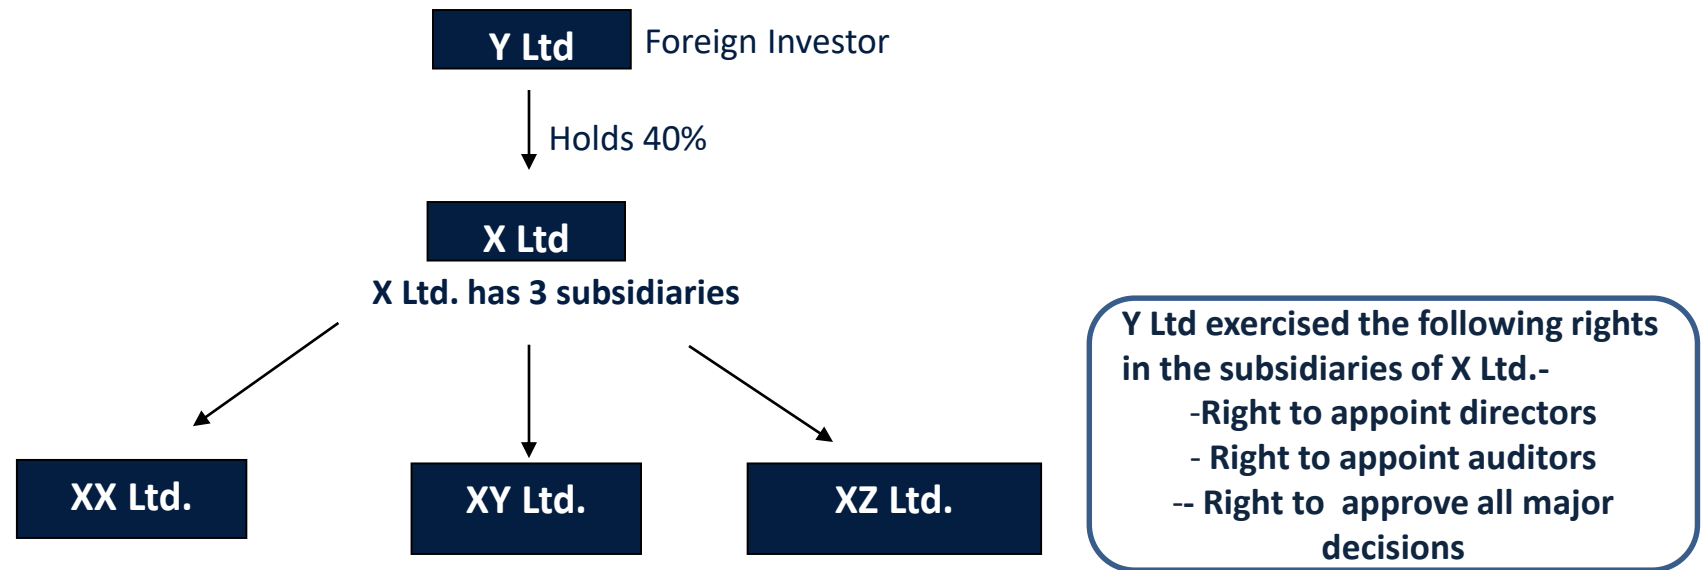 Y Ltd
Foreign Investor
Holds 40%
X Ltd
X Ltd. has 3 subsidiaries
XX Ltd.
XY Ltd.
XZ Ltd.
Y Ltd exercised the following rights
in the subsidiaries of X Ltd.-
-Right to appoint directors
- Right to appoint auditors
-- Right to  approve all major
decisions